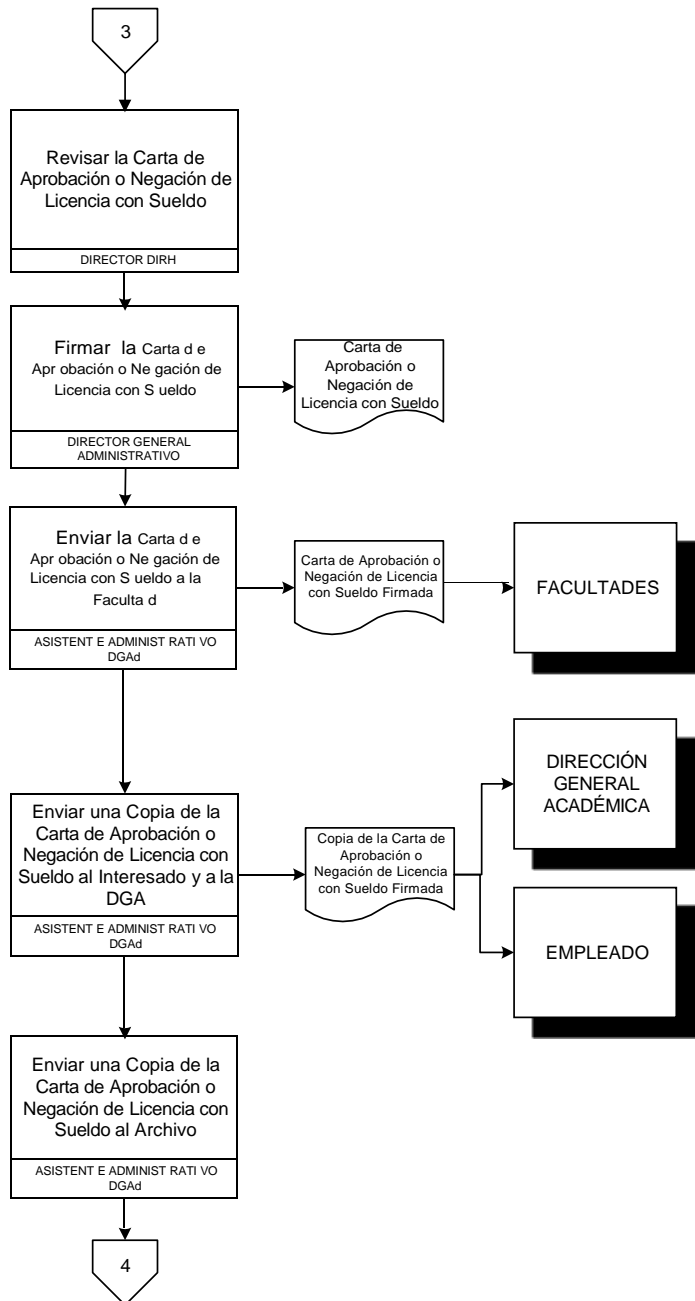 3
Revisar la Carta de
Aprobación o Negación de
Licencia con Sueldo
DIRECTOR DIRH
Firmar la Carta d e
Apr obación o Ne gación de
Licencia con S ueldo
DIRECTOR GENERAL
ADMINISTRATIVO
Carta de
Aprobación o
Negación de
Licencia con Sueldo
Enviar la Carta d e
Apr obación o Ne gación de
Licencia con S ueldo a la
Faculta d
ASISTENT E ADMINIST RATI VO
DGAd
Carta de Aprobación o
Negación de Licencia
con Sueldo Firmada
FACULTADES
Enviar una Copia de la
Carta de Aprobación o
Negación de Licencia con
Sueldo al Interesado y a la
DGA
ASISTENT E ADMINIST RATI VO
DGAd
Copia de la Carta de
Aprobación o
Negación de Licencia
con Sueldo Firmada
DIRECCIÓN
GENERAL
ACADÉMICA
EMPLEADO
Enviar una Copia de la
Carta de Aprobación o
Negación de Licencia con
Sueldo al Archivo
ASISTENT E ADMINIST RATI VO
DGAd
4